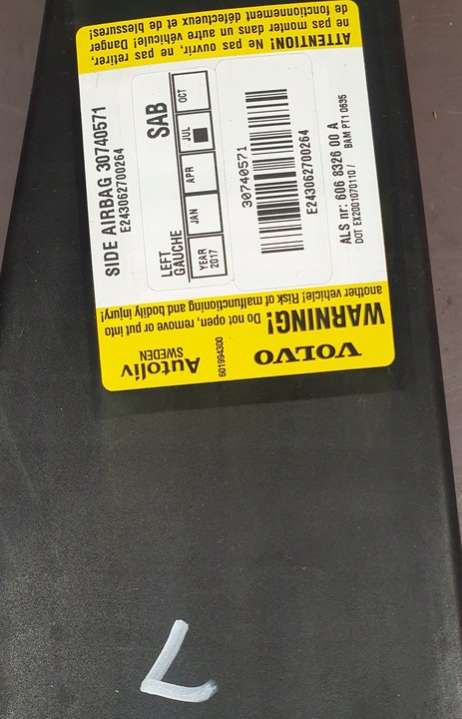 VOLVO
Autoliv
SWEDEN
601994300
WARNING! Do not open, remove or put into
another vehicle! Risk of malfunctioning and bodily injury!
SIDE AIRBAG 30740571
E243062700264
LEFT
GAUCHE
SAB
YEAR
2017
JAN
APR
JUL
OCT
30740571
E243062700264
ALS nr: 606 8326 00 A
DOT EX2001070110 / BAM PT1 0635
ATTENTION! Ne pas ouvrir, ne pas retirer,
ne pas monter dans un autre véhicule! Danger
de fonctionnement défectueux et de blessures!
L